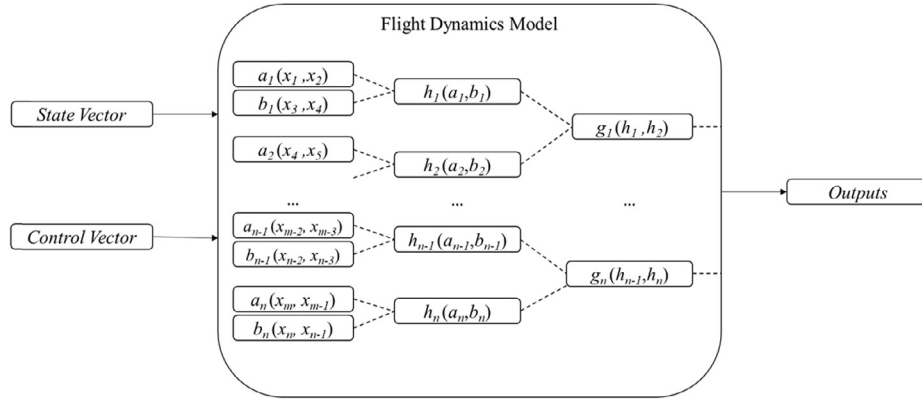 Flight Dynamics Model
a₁(x₁ ,x₂)
b₁(x₃ ,x₄)
h₁(a₁,b₁)
State Vector
g₁(h₁ ,h₂)
a₂(x₄ ,x₅)
h₂(a₂,b₂)
Outputs
... ... ...
Control Vector
aₙ₋₁(xₘ₋₂, xₘ₋₃)
bₙ₋₁(xₙ₋₂, xₙ₋₃)
hₙ₋₁(aₙ₋₁,bₙ₋₁)
gₙ(hₙ₋₁,hₙ)
aₙ(xₘ, xₘ₋₁)
bₙ(xₙ, xₙ₋₁)
hₙ(aₙ,bₙ)